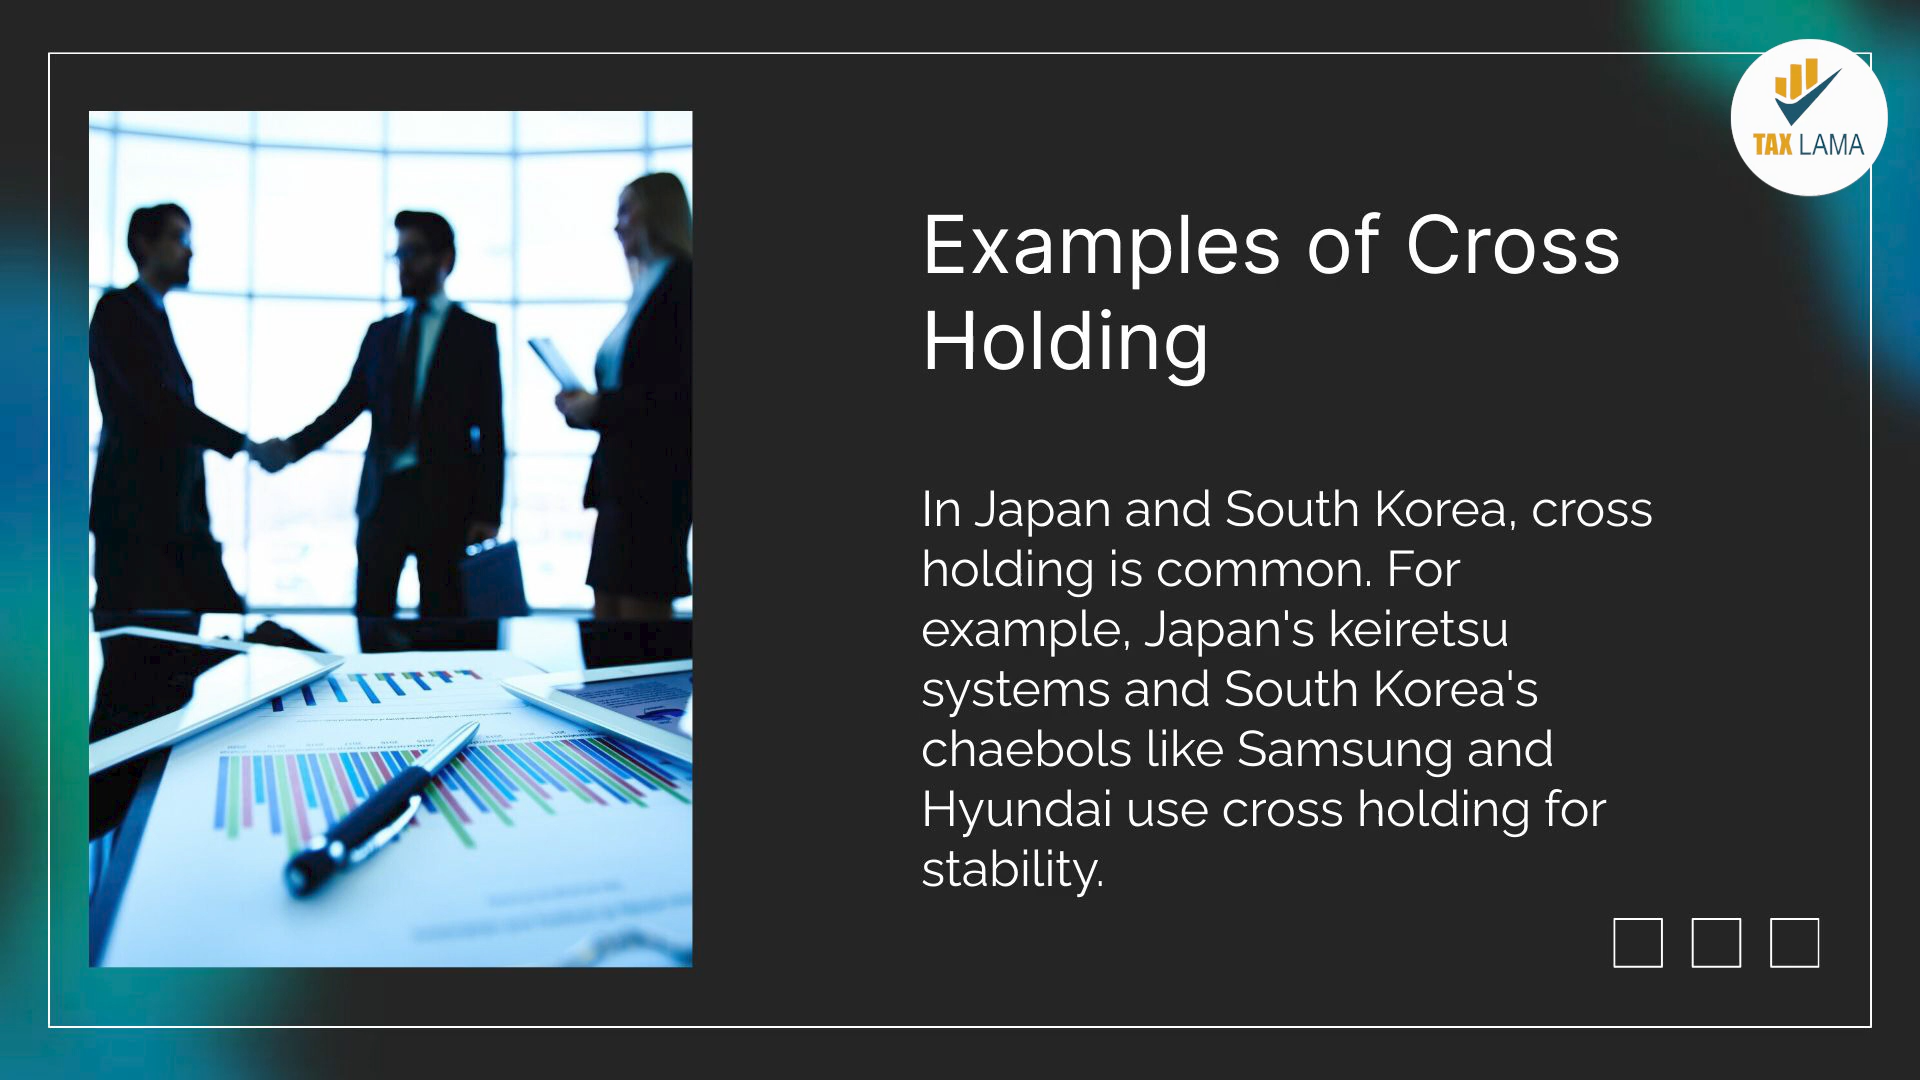 TAX LAMA
Examples of Cross
Holding
In Japan and South Korea, cross
holding is common. For
example, Japan's keiretsu
systems and South Korea's
chaebols like Samsung and
Hyundai use cross holding for
stability.